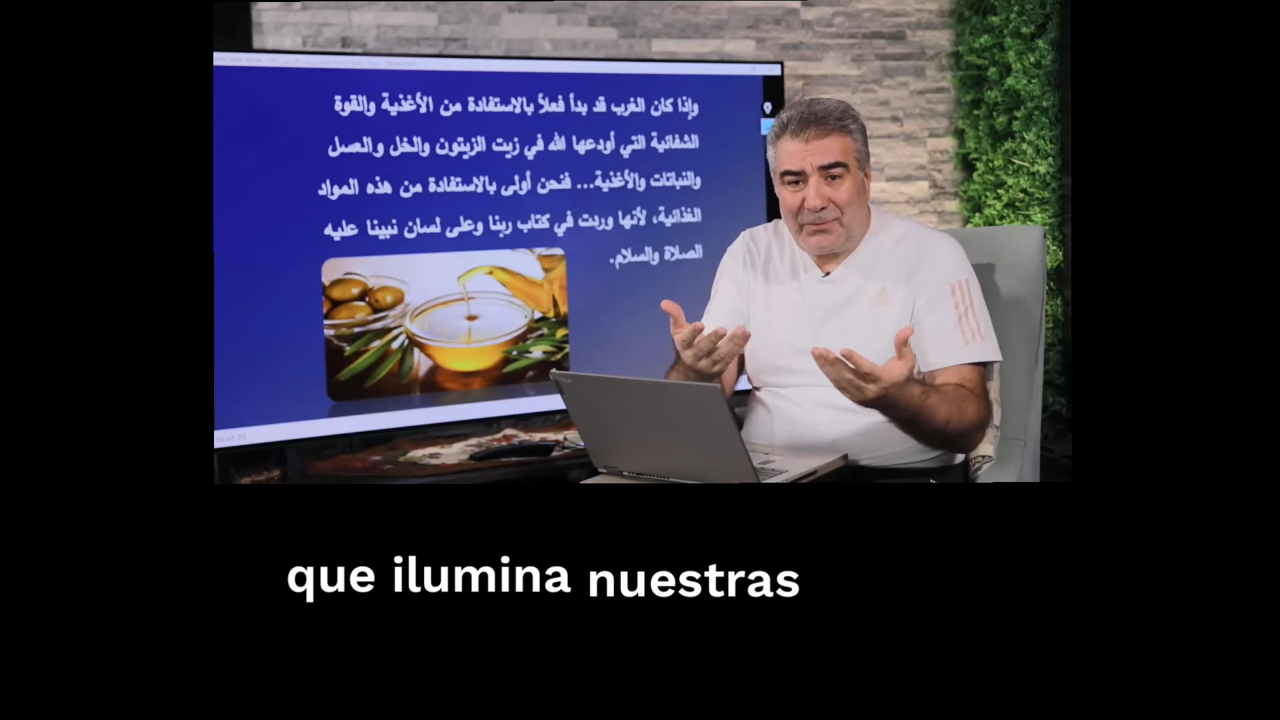 وإذا كان الغرب قد بدأ فعلاً بالاستفادة من الأغذية والقوة
الشفائية التي أودعها الله في زيت الزيتون والخل والعسل
والنباتات والأغذية... فنحن أولى بالاستفادة من هذه المواد
الغذائية، لأنها وردت في كتاب ربنا وعلى لسان نبينا عليه
الصلاة والسلام.
que ilumina nuestras